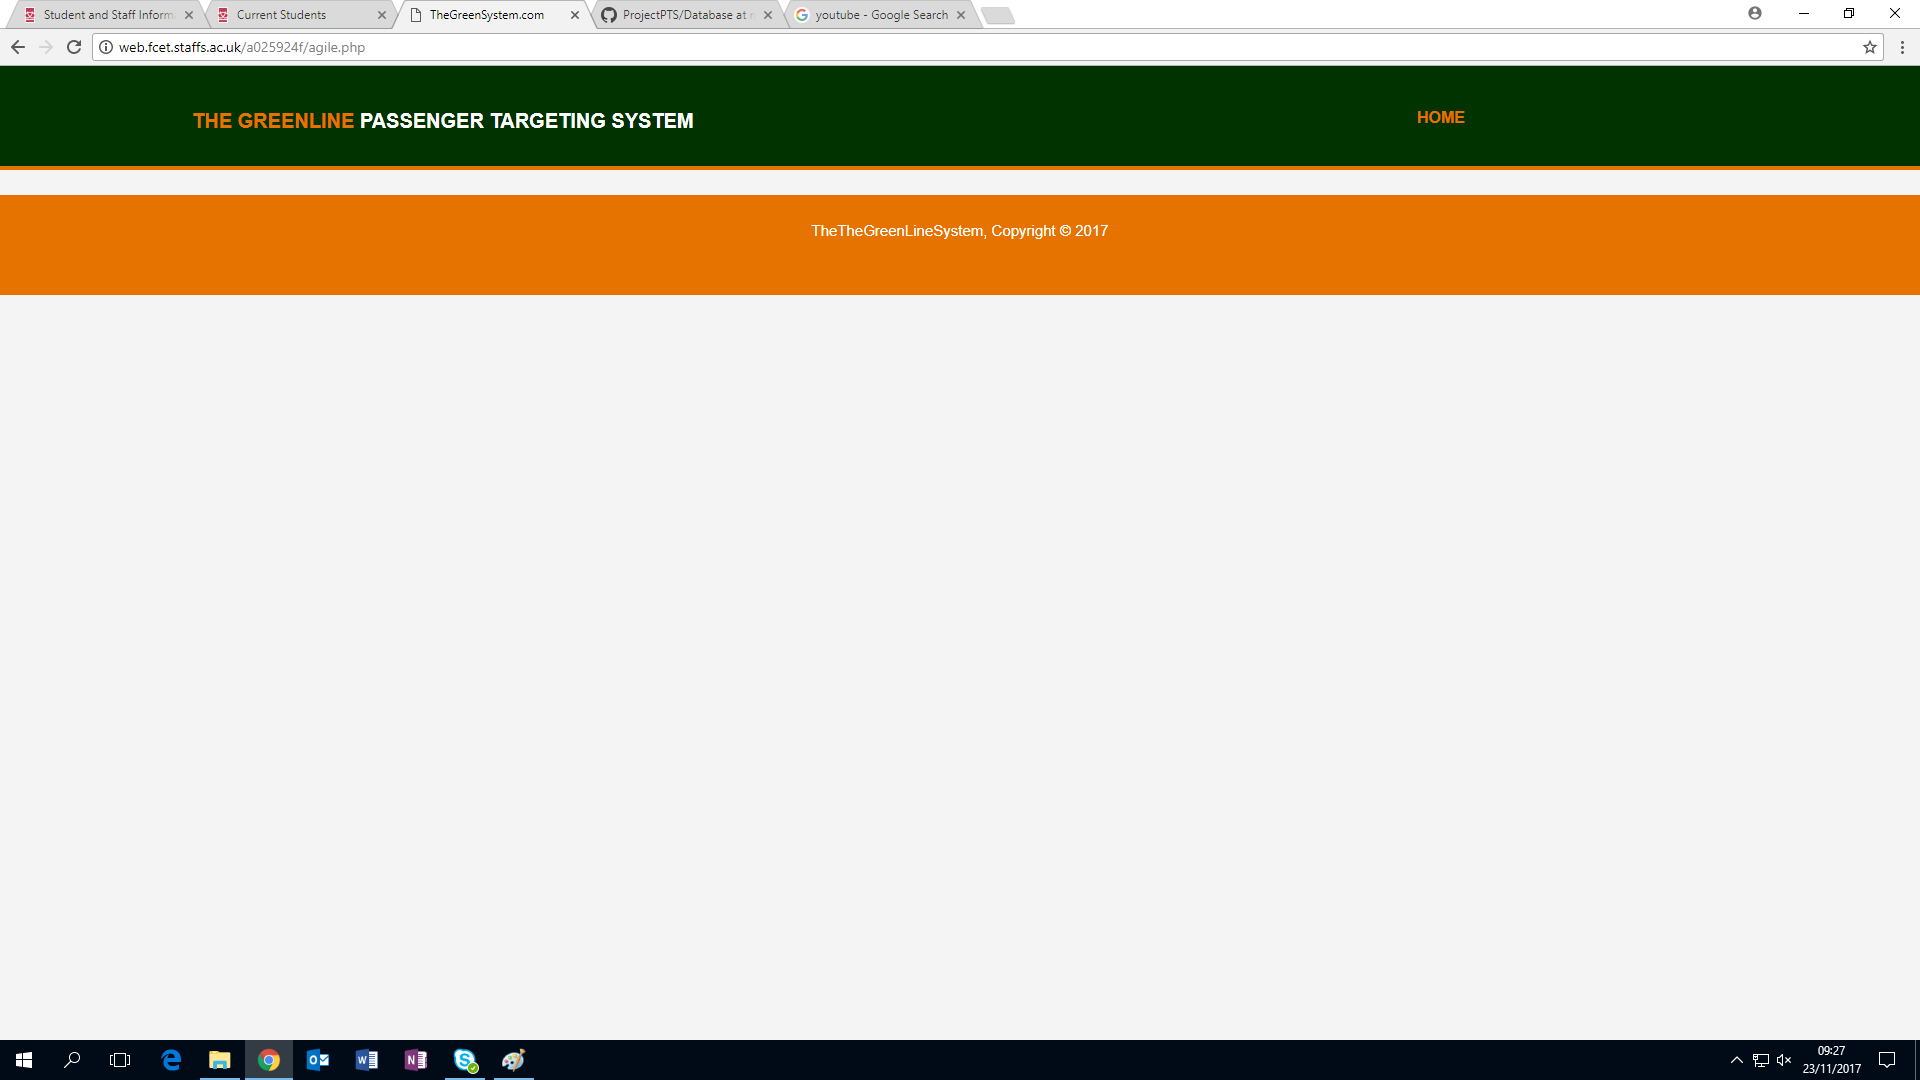 Student and Staff Inform
Current Students
TheGreenSystem.com
ProjectPTS/Database at
youtube - Google Search
web.fcet.staffs.ac.uk/a025924f/agile.php
THE GREENLINE PASSENGER TARGETING SYSTEM
HOME
TheTheGreenLineSystem, Copyright © 2017
09:27
23/11/2017